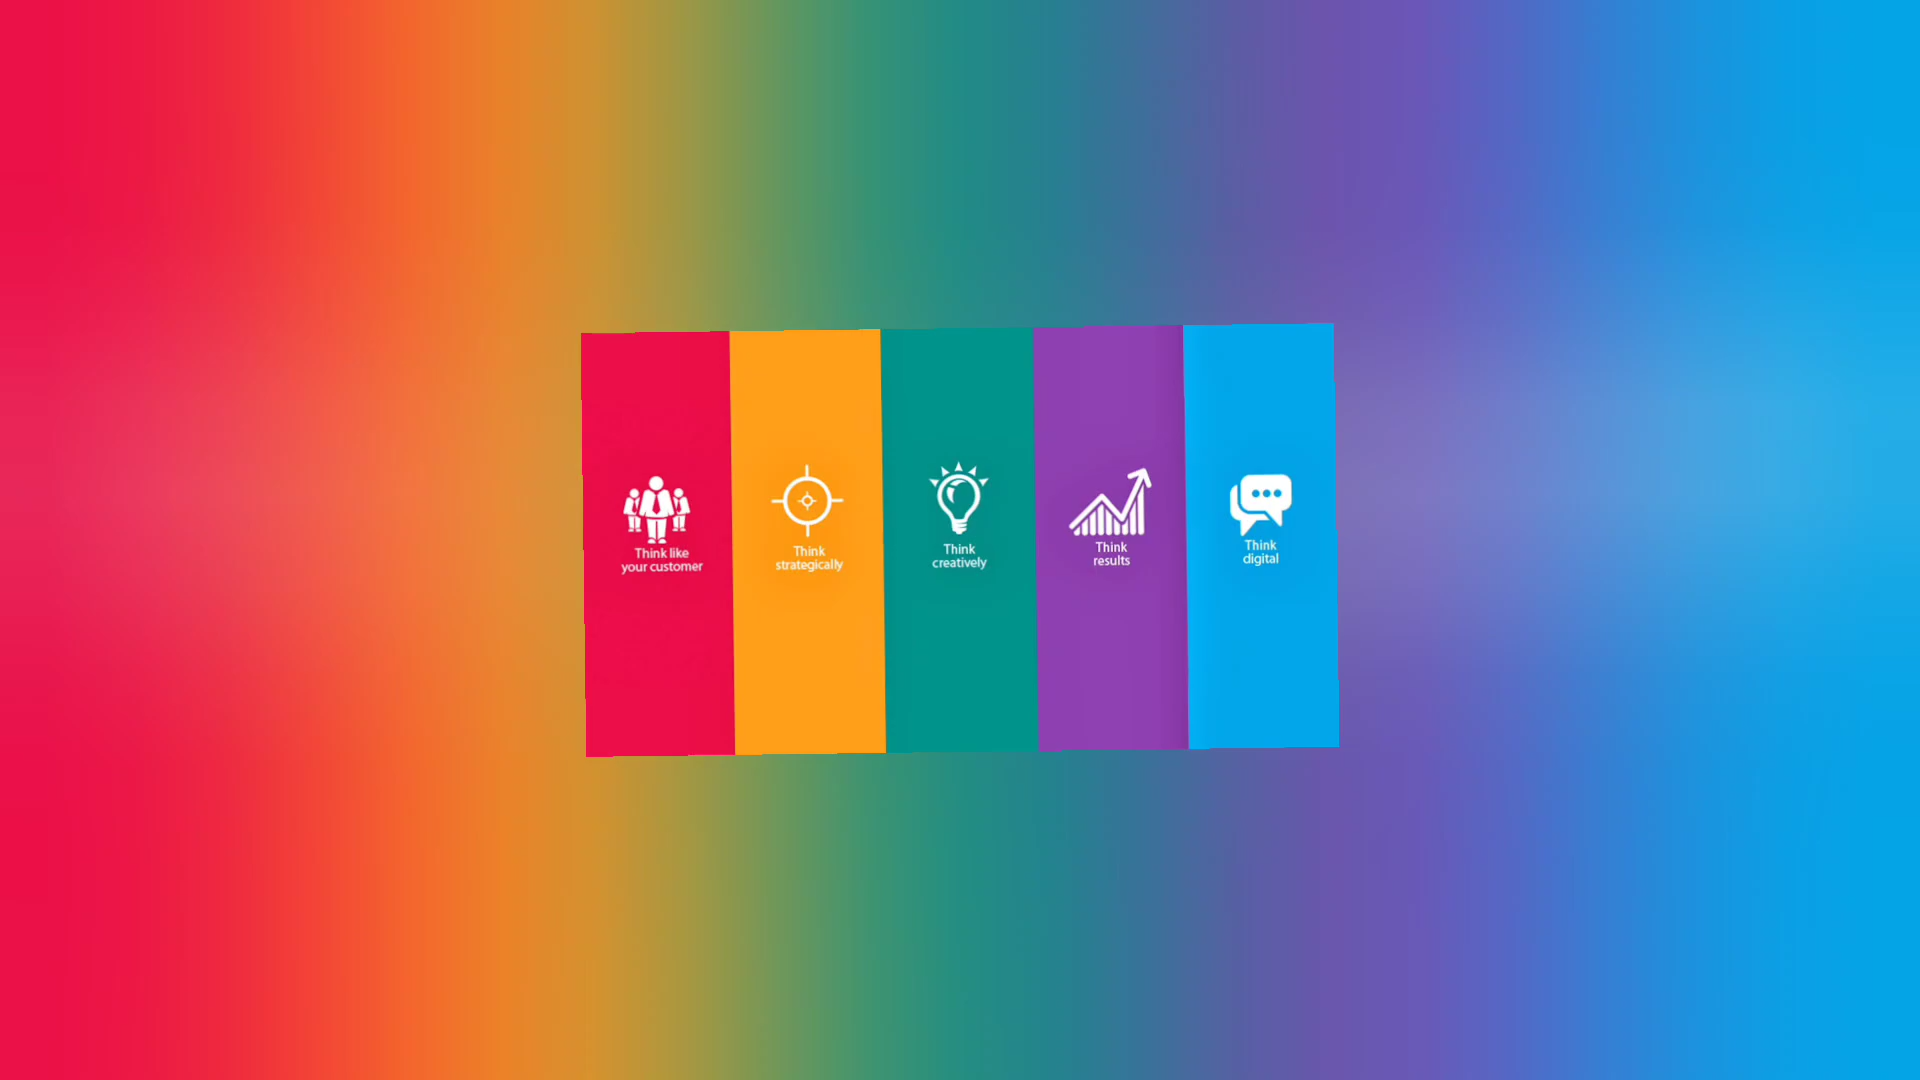 Think like
your customer
Think
strategically
Think
creatively
Think
results
Think
digital